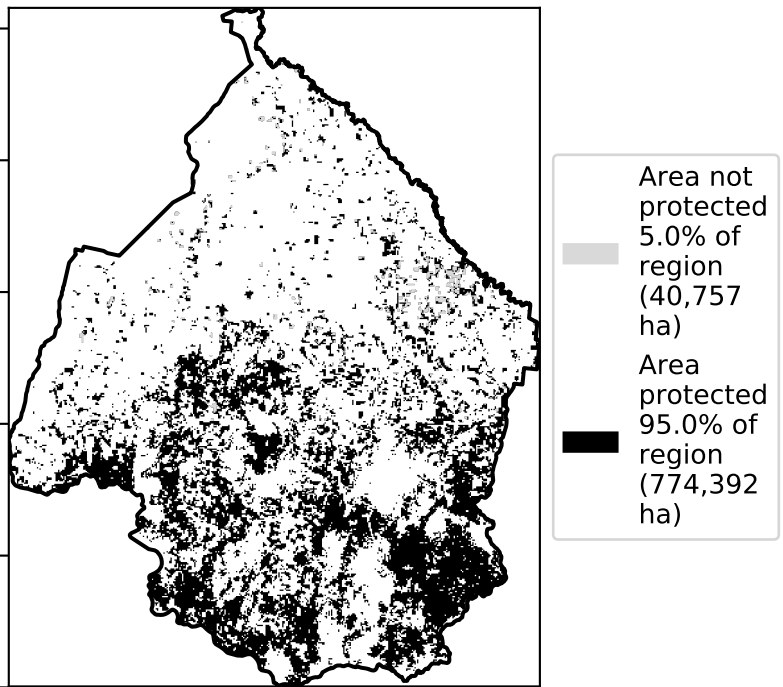 Area not
protected
5.0% of
region
(40,757
ha)
Area
protected
95.0% of
region
(774,392
ha)